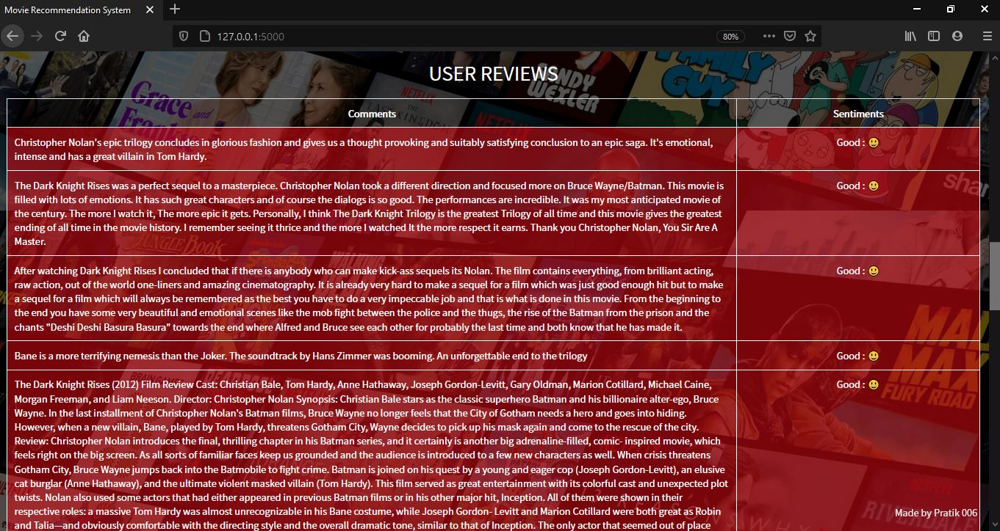 Movie Recommendation System
127.0.0.1:5000
80%
USER REVIEWS
Comments
Sentiments
Christopher Nolan's epic trilogy concludes in glorious fashion and gives us a thought provoking and suitably satisfying conclusion to an epic saga. It's emotional,
intense and has a great villain in Tom Hardy.
Good : 😃
The Dark Knight Rises was a perfect sequel to a masterpiece. Christopher Nolan took a different direction and focused more on Bruce Wayne/Batman. This movie is
filled with lots of emotions. It has such great characters and of course the dialogs is so good. The performances are incredible. It was my most anticipated movie of
the century. The more I watch it, The more epic it gets. Personally, I think The Dark Knight Trilogy is the greatest Trilogy of all time and this movie gives the greatest
ending of all time in the movie history. I remember seeing it thrice and the more I watched It the more respect it earns. Thank you Christopher Nolan, You Sir Are A
Master.
Good : 😃
After watching Dark Knight Rises I concluded that if there is anybody who can make kick-ass sequels its Nolan. The film contains everything, from brilliant acting,
raw action, out of the world one-liners and amazing cinematography. It is already very hard to make a sequel for a film which was just good enough hit but to make
a sequel for a film which will always be remembered as the best you have to do a very impeccable job and that is what is done in this movie. From the beginning to
the end you have some very beautiful and emotional scenes like the mob fight between the police and the thugs, the rise of the Batman from the prison and the
chants "Deshi Deshi Basura Basura" towards the end where Alfred and Bruce see each other for probably the last time and both know that he has made it.
Good : 😃
Bane is a more terrifying nemesis than the Joker. The soundtrack by Hans Zimmer was booming. An unforgettable end to the trilogy
Good : 😃
The Dark Knight Rises (2012) Film Review Cast: Christian Bale, Tom Hardy, Anne Hathaway, Joseph Gordon-Levitt, Gary Oldman, Marion Cotillard, Michael Caine,
Morgan Freeman, and Liam Neeson. Director: Christopher Nolan Synopsis: Christian Bale stars as the classic superhero Batman and his billionaire alter-ego, Bruce
Wayne. In the last installment of Christopher Nolan's Batman films, Bruce Wayne no longer feels that the City of Gotham needs a hero and goes into hiding.
However, when a new villain, Bane, played by Tom Hardy, threatens Gotham City, Wayne decides to pick up his mask again and come to the rescue of the city.
Review: Christopher Nolan introduces the final, thrilling chapter in his Batman series, and it certainly is another big adrenaline-filled, comic- inspired movie, which
feels right on the big screen. As all sorts of familiar faces keep us grounded and the audience is introduced to a few new characters as well. When crisis threatens
Gotham City, Bruce Wayne jumps back into the Batmobile to fight crime. Batman is joined on his quest by a young and eager cop (Joseph Gordon-Levitt), an elusive
cat burglar (Anne Hathaway), and the ultimate violent masked villain (Tom Hardy). This film served as great entertainment with its colorful cast and unexpected plot
twists. Nolan also used some actors that had either appeared in previous Batman films or in his other major hit, Inception. All of them were shown in their
respective roles: a massive Tom Hardy was almost unrecognizable in his Bane costume, while Joseph Gordon- Levitt and Marion Cotillard were both great as Robin
and Talia—and obviously comfortable with the directing style and the overall dramatic tone, similar to that of Inception. The only actor that seemed out of place
Good : 😃
Made by Pratik 006
Grace and
Frankie
NETFLIX
SANDY
WEXLER
FAMILY
GUY
NETFLIX
JUNGLE BOOK
WALKING
MAD
MAX
FURY ROAD
NETFLIX